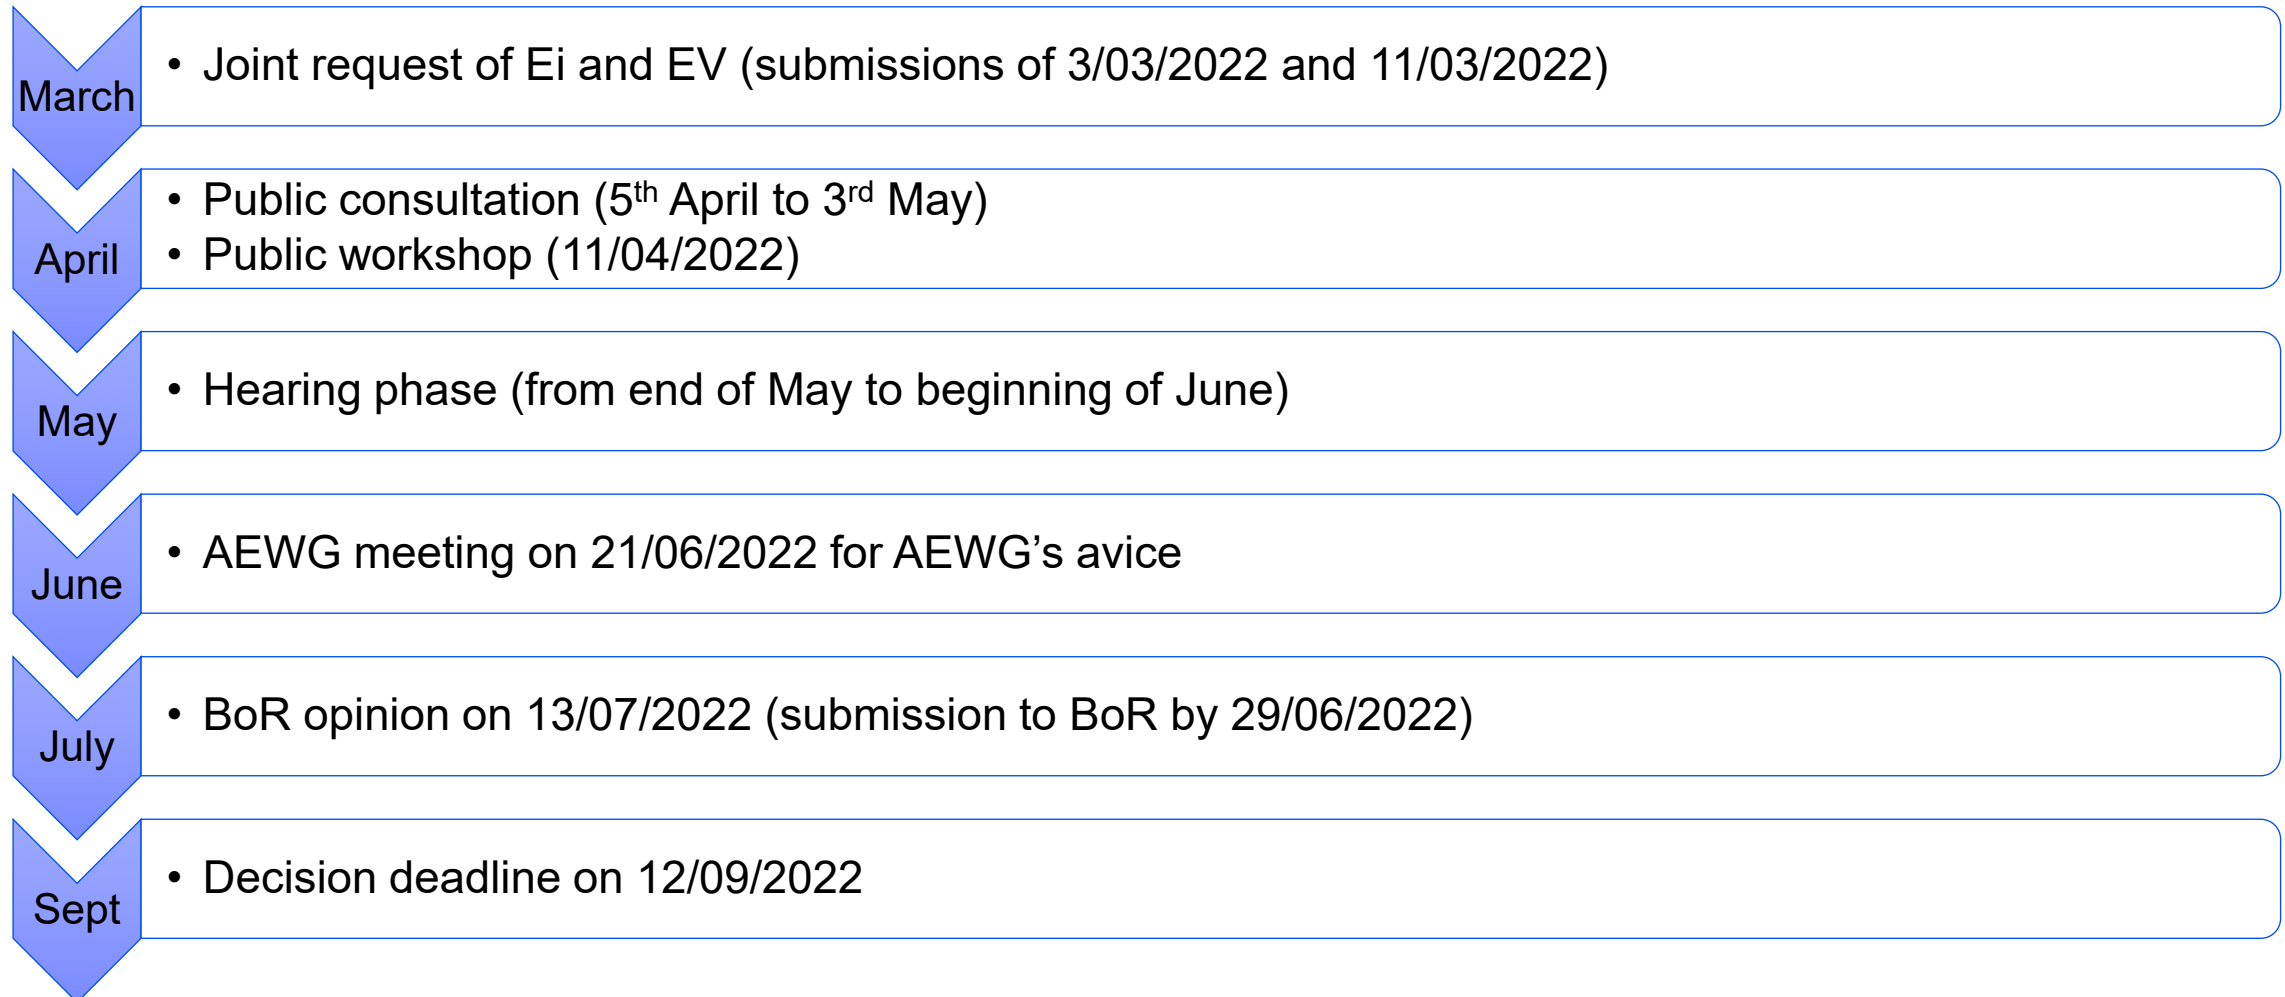 March
• Joint request of Ei and EV (submissions of 3/03/2022 and 11/03/2022)
April
• Public consultation (5th April to 3rd May)
• Public workshop (11/04/2022)
May
• Hearing phase (from end of May to beginning of June)
June
• AEWG meeting on 21/06/2022 for AEWG’s avice
July
• BoR opinion on 13/07/2022 (submission to BoR by 29/06/2022)
Sept
• Decision deadline on 12/09/2022